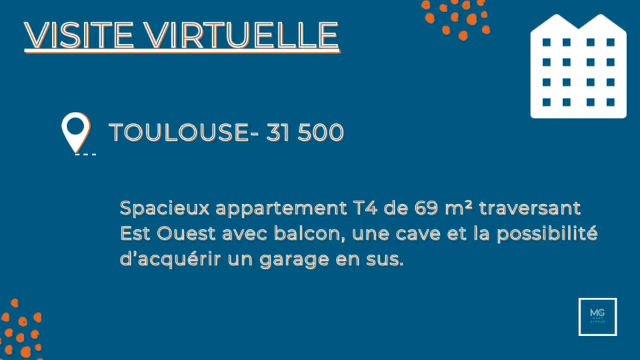 VISITE VIRTUELLE
TOULOUSE- 31 500
Spacieux appartement T4 de 69 m² traversant
Est Ouest avec balcon, une cave et la possibilité
d'acquérir un garage en sus.
MG